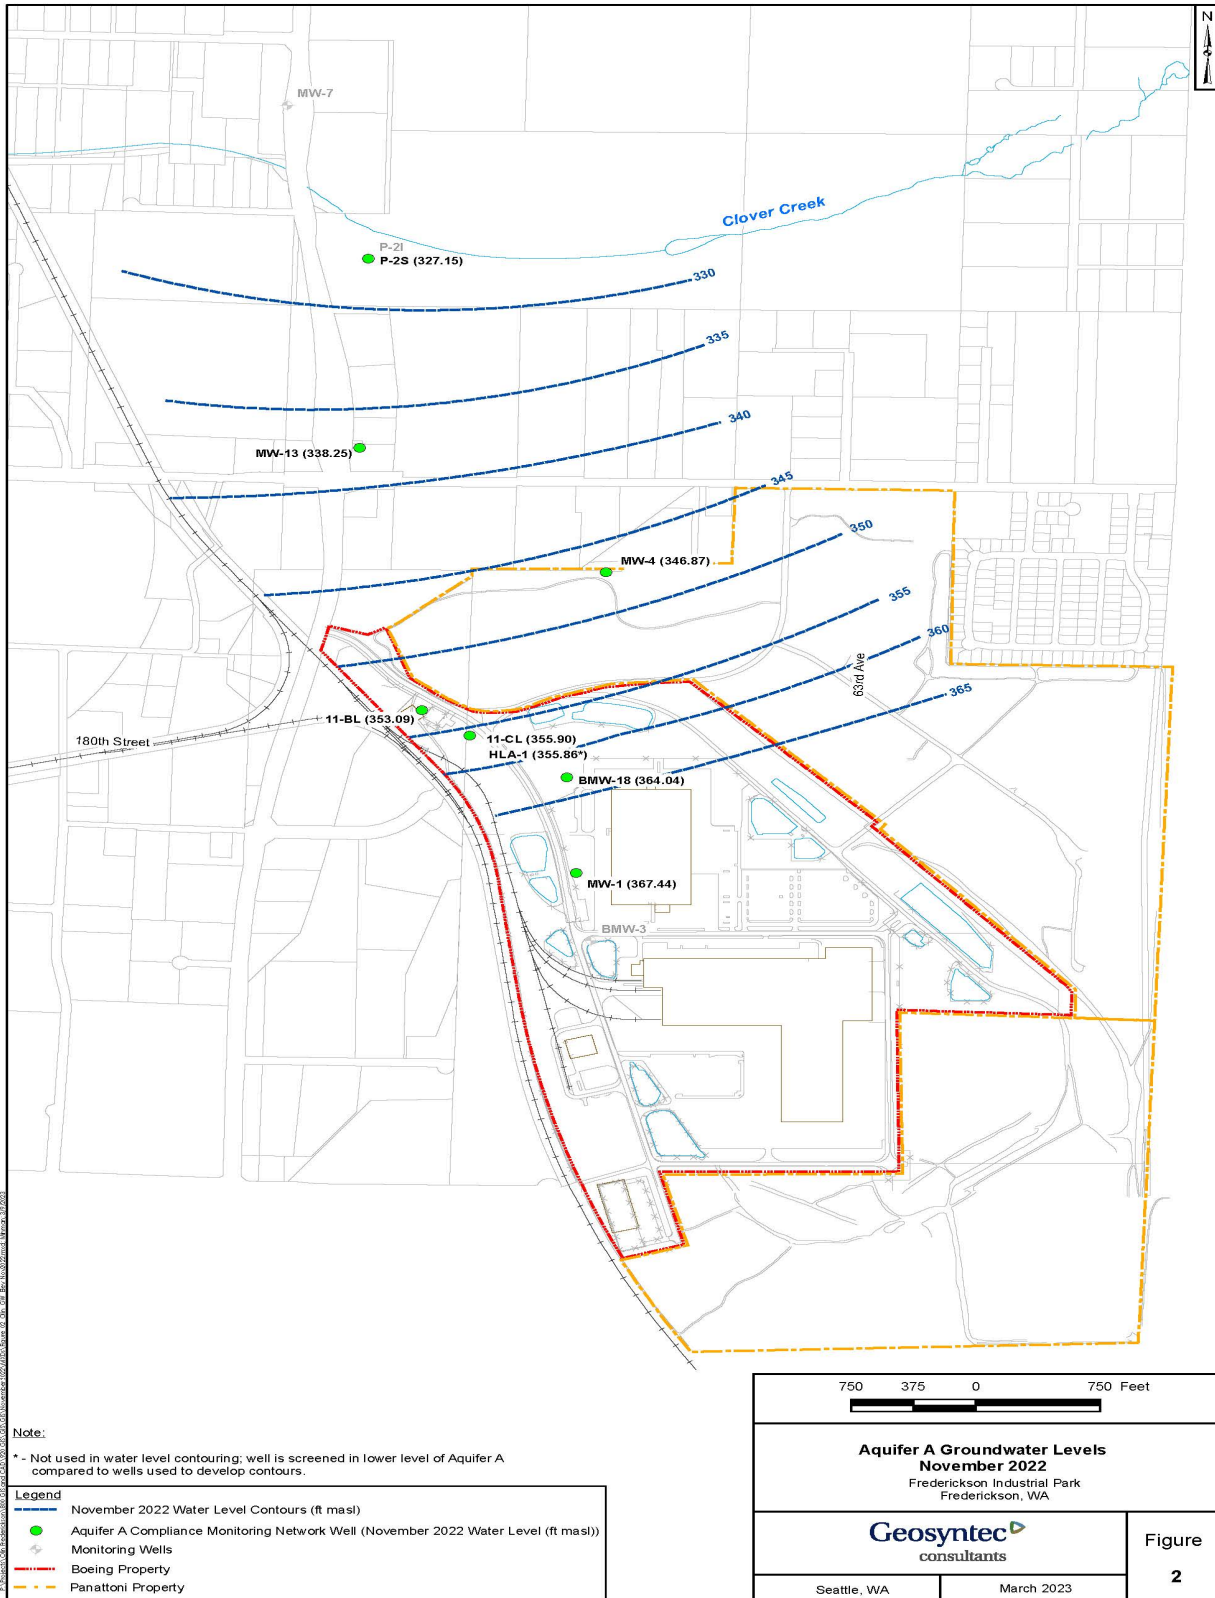 N
MW-7
Clover Creek
P-2I
P-2S (327.15)
330
335
340
MW-13 (338.25)
345
350
MW-4 (346.87)
355
360
63rd Ave
365
11-BL (353.09)
180th Street
11-CL (355.90)
HLA-1 (355.86*)
BMW-18 (364.04)
MW-1 (367.44)
BMW-3
750 375 0 750 Feet
Note:
* - Not used in water level contouring; well is screened in lower level of Aquifer A
compared to wells used to develop contours.
Legend
November 2022 Water Level Contours (ft masl)
Aquifer A Compliance Monitoring Network Well (November 2022 Water Level (ft masl))
Monitoring Wells
Boeing Property
Panattoni Property
Aquifer A Groundwater Levels
November 2022
Frederickson Industrial Park
Frederickson, WA
Geosyntec
consultants
Figure
2
Seattle, WA
March 2023